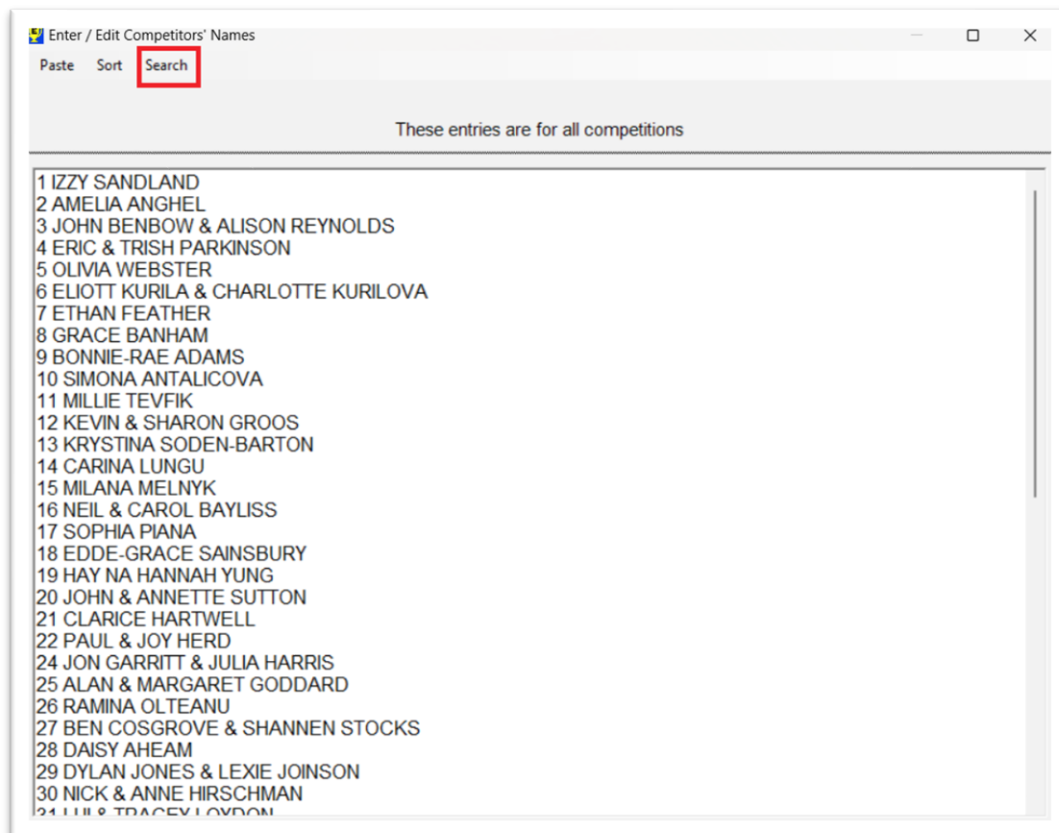 Enter / Edit Competitors' Names
Paste Sort Search
These entries are for all competitions
1 IZZY SANDLAND
2 AMELIA ANGHEL
3 JOHN BENBOW & ALISON REYNOLDS
4 ERIC & TRISH PARKINSON
5 OLIVIA WEBSTER
6 ELIOTT KURILA & CHARLOTTE KURILOVA
7 ETHAN FEATHER
8 GRACE BANHAM
9 BONNIE-RAE ADAMS
10 SIMONA ANTALICOVA
11 MILLIE TEVFIK
12 KEVIN & SHARON GROOS
13 KRYSTINA SODEN-BARTON
14 CARINA LUNGU
15 MILANA MELNYK
16 NEIL & CAROL BAYLISS
17 SOPHIA PIANA
18 EDDE-GRACE SAINSBURY
19 HAY NA HANNAH YUNG
20 JOHN & ANNETTE SUTTON
21 CLARICE HARTWELL
22 PAUL & JOY HERD
24 JON GARRITT & JULIA HARRIS
25 ALAN & MARGARET GODDARD
26 RAMINA OLTEANU
27 BEN COSGROVE & SHANNEN STOCKS
28 DAISY AHEAM
29 DYLAN JONES & LEXIE JOINSON
30 NICK & ANNE HIRSCHMAN
31 & TRACEY LOYDON